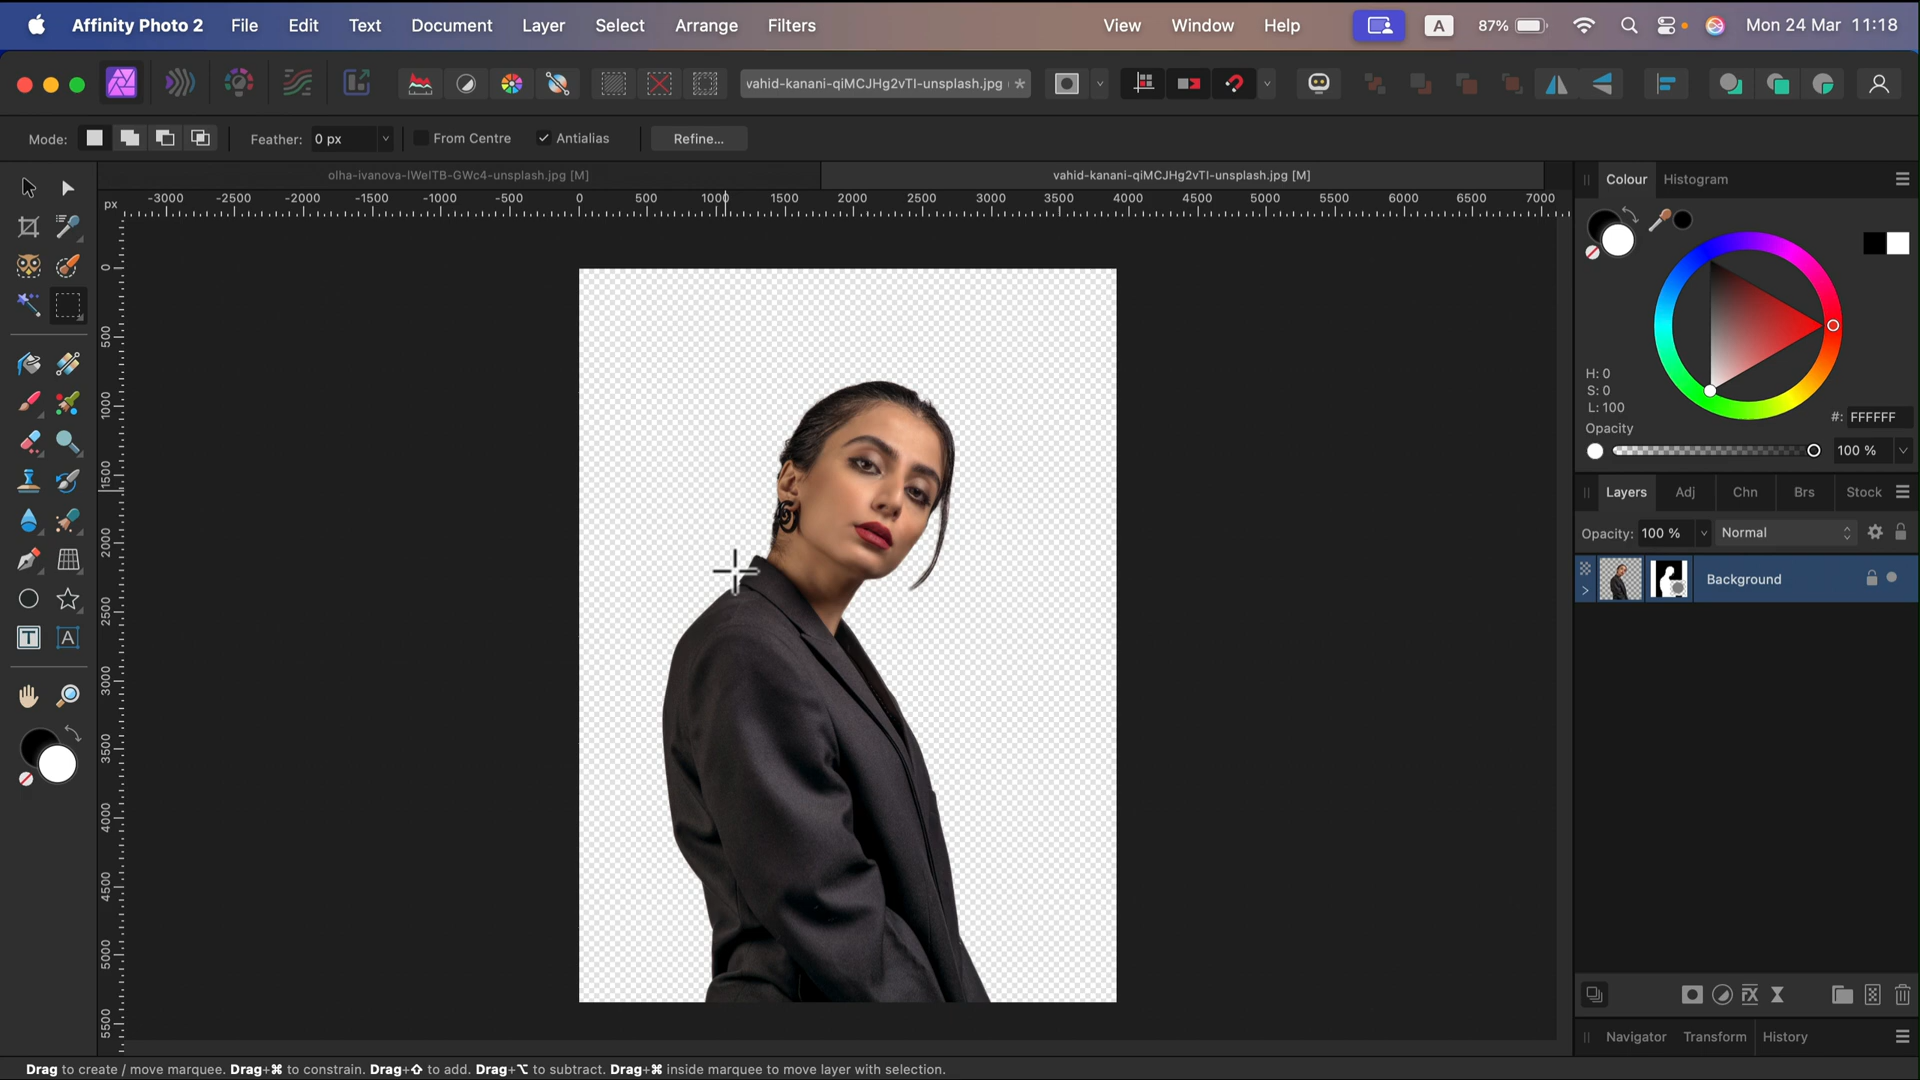 Affinity Photo 2 File Edit Text Document Layer Select Arrange Filters View Window Help A 87% Mon 24 Mar 11:18
vahid-kanani-qiMCJHg2vTI-unsplash.jpg *
Mode: Feather: 0 px From Centre Antialias Refine...
olha-ivanova-IWeITB-GWc4-unsplash.jpg [M] vahid-kanani-qiMCJHg2vTI-unsplash.jpg [M]
px -3000 -2500 -2000 -1500 -1000 -500 0 500 1000 1500 2000 2500 3000 3500 4000 4500 5000 5500 6000 6500 7000
0
500
1000
1500
2000
2500
3000
3500
4000
4500
5000
5500
T A
Colour Histogram
H: 0
S: 0
L: 100
#: FFFFFF
Opacity
100 %
Layers Adj Chn Brs Stock
Opacity: 100 % Normal
Background
FX
Navigator Transform History
Drag to create / move marquee. Drag+⌘ to constrain. Drag+⇧ to add. Drag+⌥ to subtract. Drag+⌘ inside marquee to move layer with selection.